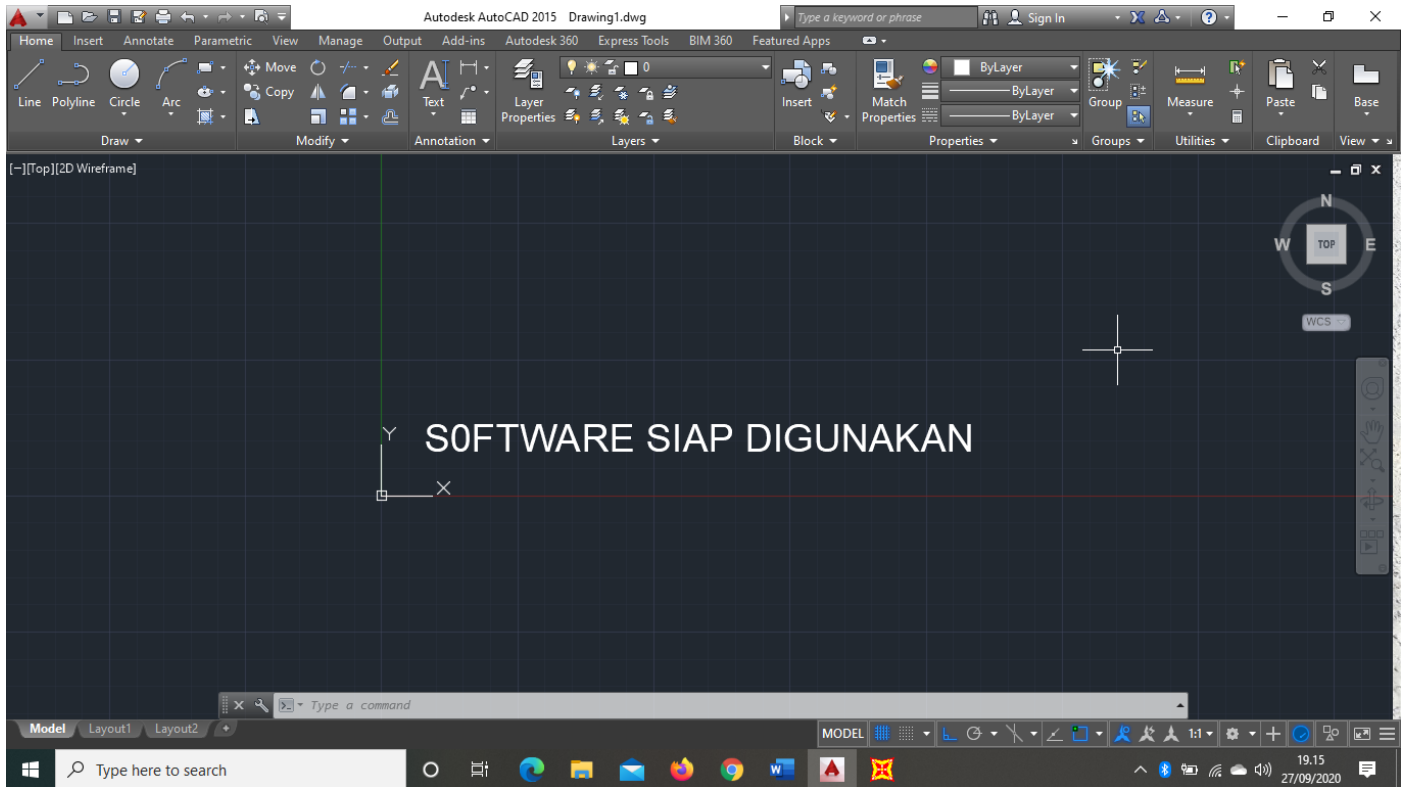 Autodesk AutoCAD 2015 Drawing1.dwg
Type a keyword or phrase
Sign In
Home Insert Annotate Parametric View Manage Output Add-ins Autodesk 360 Express Tools BIM 360 Featured Apps
Move
ByLayer
0
Copy
ByLayer
Line Polyline Circle Arc
Text
Layer
Properties
Insert
Match
Properties
ByLayer
Group
Measure
Paste
Base
Draw Modify Annotation Layers Block Properties Groups Utilities Clipboard View
[–][Top][2D Wireframe]
N
W TOP E
S
WCS
Y
S0FTWARE SIAP DIGUNAKAN
X
Type a command
Model Layout1 Layout2 +
MODEL
1:1
Type here to search
19.15
27/09/2020